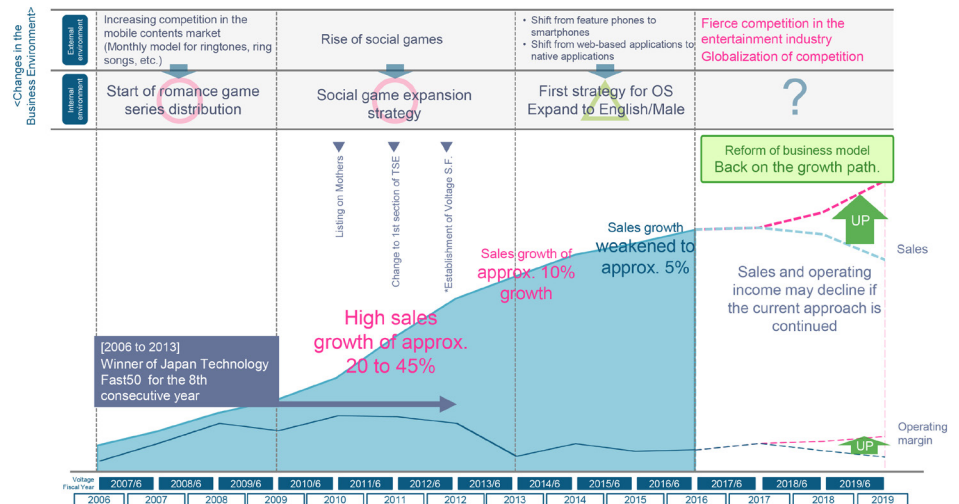 <Changes in the
Business Environment>
External
environment
Increasing competition in the
mobile contents market
(Monthly model for ringtones, ring
songs, etc.)
Rise of social games
• Shift from feature phones to
smartphones
• Shift from web-based applications to
native applications
Fierce competition in the
entertainment industry
Globalization of competition
Internal
environment
Start of romance game
series distribution
Social game expansion
strategy
First strategy for OS
Expand to English/Male
?
Reform of business model
Back on the growth path.
Listing on Mothers
Change to 1st section of TSE
*Establishment of Voltage S.F.
UP
Sales
Sales growth of
approx. 10%
growth
Sales growth
weakened to
approx. 5%
Sales and operating
income may decline if
the current approach is
continued
High sales
growth of approx.
20 to 45%
[2006 to 2013]
Winner of Japan Technology
Fast50 for the 8th
consecutive year
UP
Operating
margin
Voltage
Fiscal Year
2007/6 2008/6 2009/6 2010/6 2011/6 2012/6 2013/6 2014/6 2015/6 2016/6 2017/6 2018/6 2019/6
2006 2007 2008 2009 2010 2011 2012 2013 2014 2015 2016 2017 2018 2019